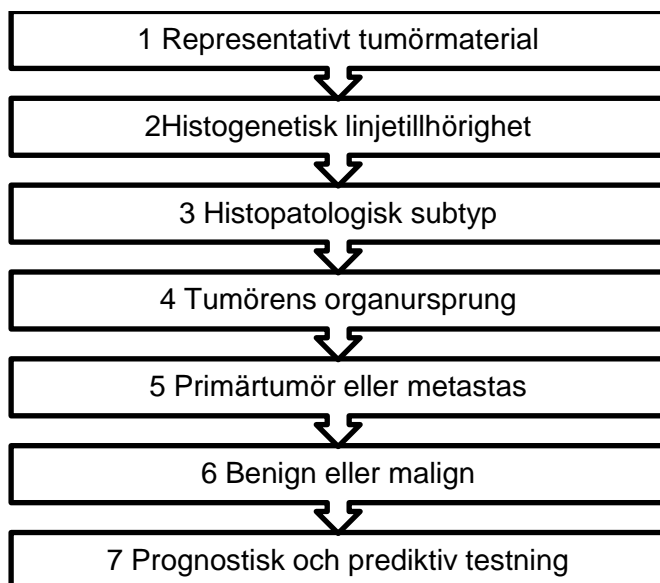 1 Representativt tumörmaterial
2Histogenetisk linjetillhörighet
3 Histopatologisk subtyp
4 Tumörens organursprung
5 Primärtumör eller metastas
6 Benign eller malign
7 Prognostisk och prediktiv testning